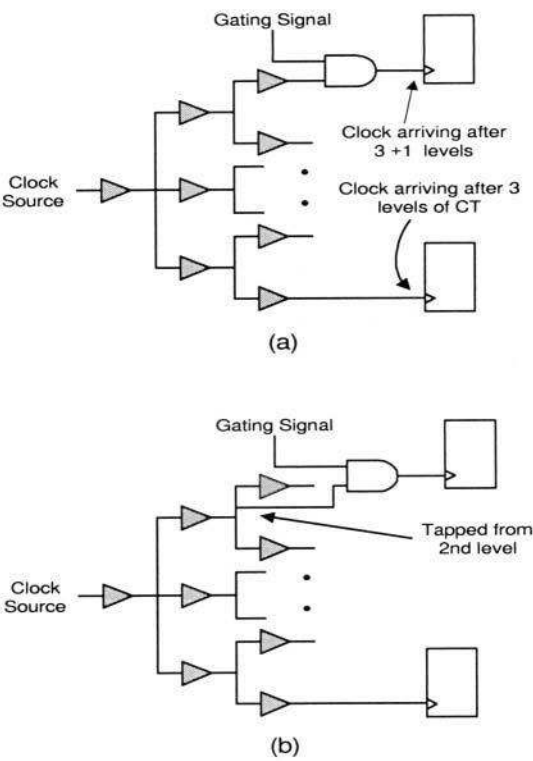 Gating Signal
Clock arriving after
3 +1 levels
Clock
Source
Clock arriving after 3
levels of CT
(a)
Gating Signal
Tapped from
2nd level
Clock
Source
(b)